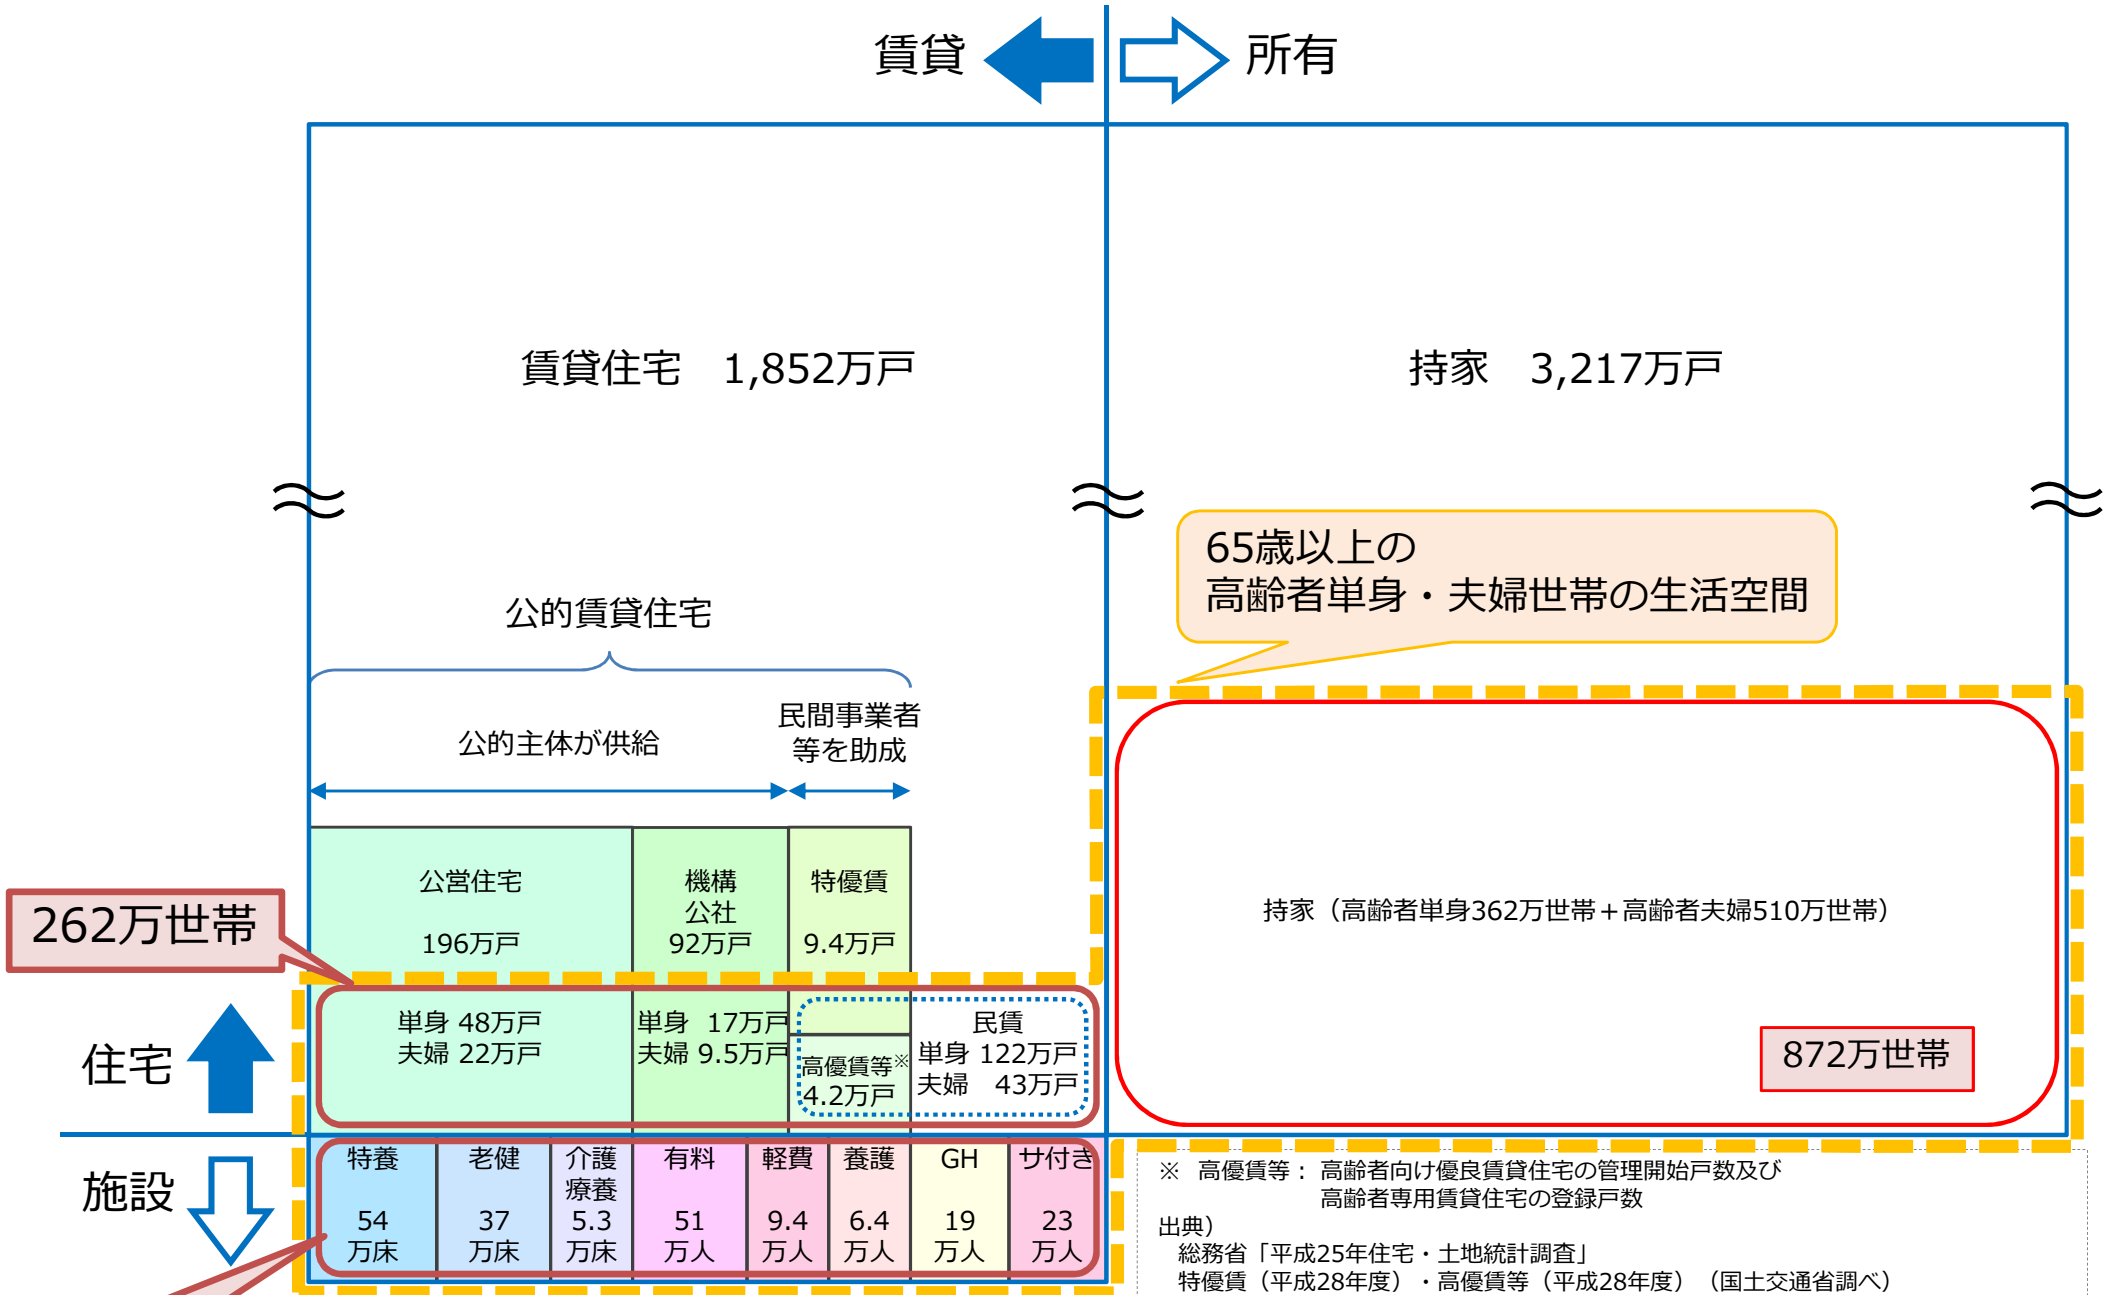 賃貸
所有
賃貸住宅　1,852万戸
持家　3,217万戸
65歳以上の
高齢者単身・夫婦世帯の生活空間
公的賃貸住宅
公的主体が供給
民間事業者
等を助成
公営住宅
196万戸
機構
公社
92万戸
特優賃
9.4万戸
262万世帯
持家（高齢者単身362万世帯＋高齢者夫婦510万世帯）
872万世帯
住宅
単身 48万戸
夫婦 22万戸
単身 17万戸
夫婦 9.5万戸
高優賃等※
4.2万戸
民賃
単身 122万戸
夫婦　43万戸
施設
特養
54
万床
老健
37
万床
介護
療養
5.3
万床
有料
51
万人
軽費
9.4
万人
養護
6.4
万人
GH
19
万人
サ付き
23
万人
※　高優賃等：高齢者向け優良賃貸住宅の管理開始戸数及び
高齢者専用賃貸住宅の登録戸数
出典）
総務省「平成25年住宅・土地統計調査」
特優賃（平成28年度）・高優賃等（平成28年度）（国土交通省調べ）